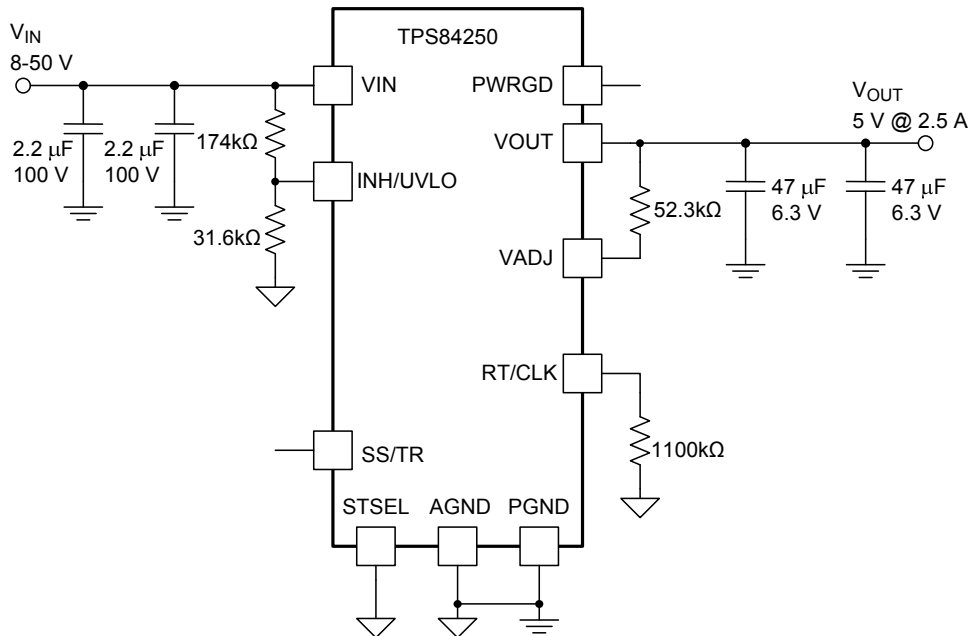 TPS84250
VIN
8-50 V
VIN
PWRGD
VOUT
5 V @ 2.5 A
VOUT
2.2 μF
100 V
2.2 μF
100 V
174kΩ
INH/UVLO
31.6kΩ
52.3kΩ
47 μF
6.3 V
47 μF
6.3 V
VADJ
RT/CLK
1100kΩ
SS/TR
STSEL
AGND
PGND